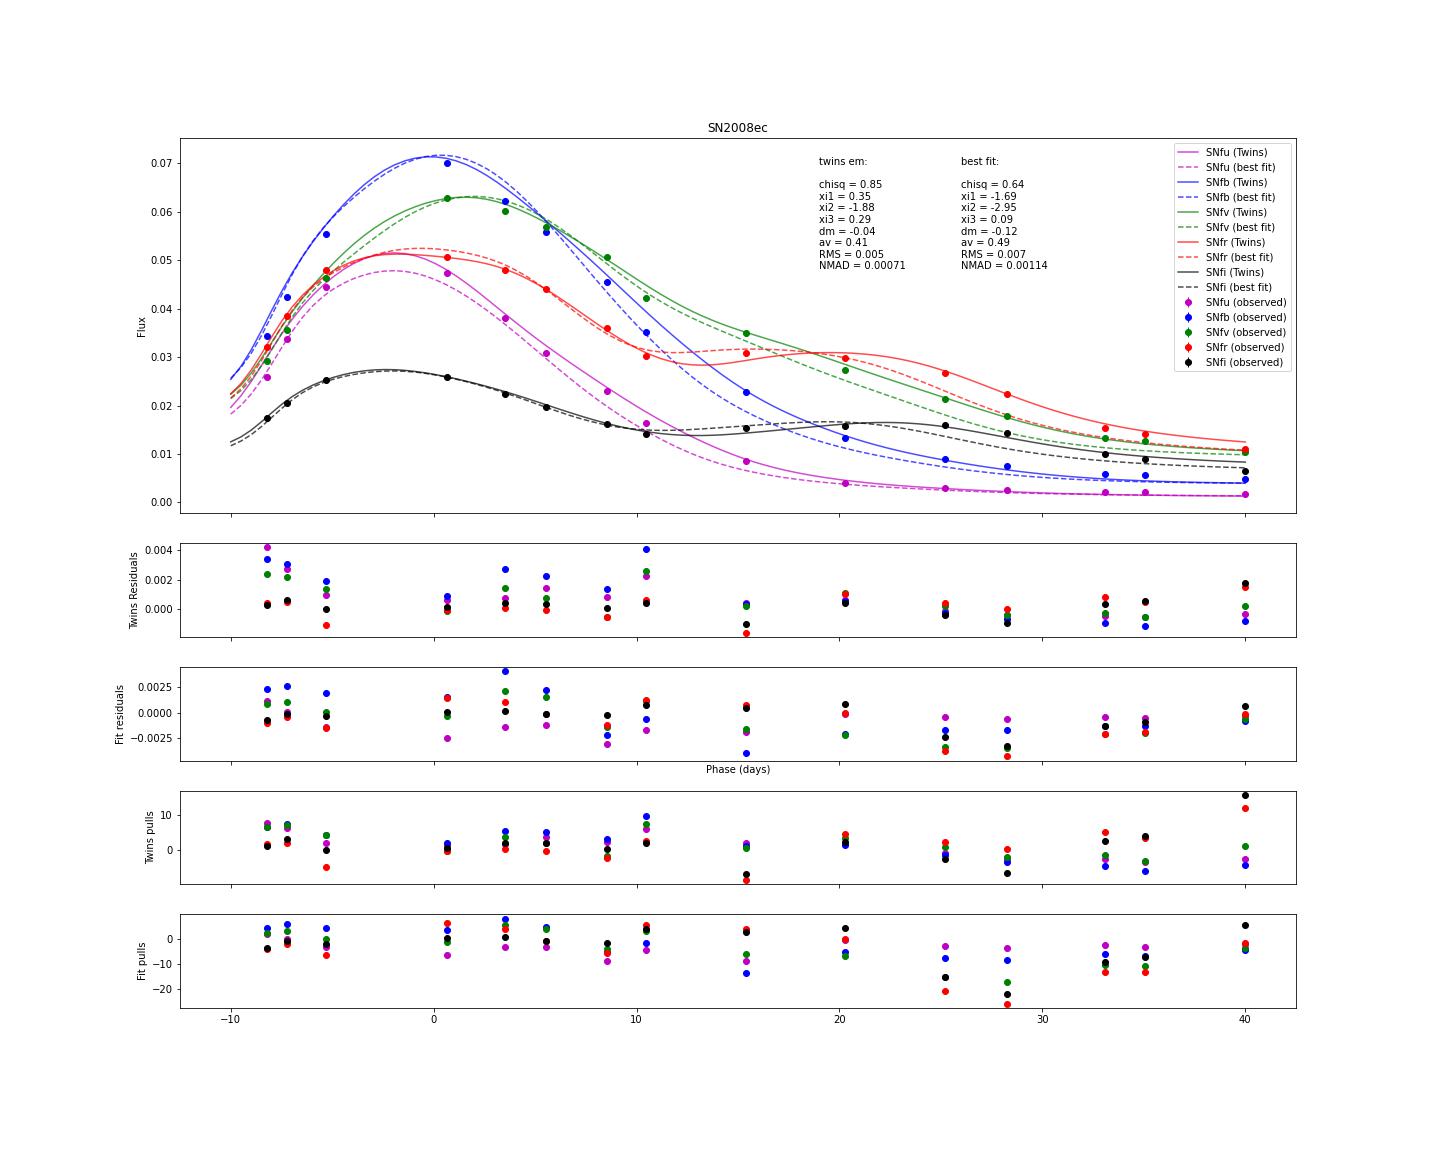 SN2008ec
Flux
0.07
0.06
0.05
0.04
0.03
0.02
0.01
0.00
twins em:
chisq = 0.85
xi1 = 0.35
xi2 = -1.88
xi3 = 0.29
dm = -0.04
av = 0.41
RMS = 0.005
NMAD = 0.00071
best fit:
chisq = 0.64
xi1 = -1.69
xi2 = -2.95
xi3 = 0.09
dm = -0.12
av = 0.49
RMS = 0.007
NMAD = 0.00114
SNfu (Twins)
SNfu (best fit)
SNfb (Twins)
SNfb (best fit)
SNfv (Twins)
SNfv (best fit)
SNfr (Twins)
SNfr (best fit)
SNfi (Twins)
SNfi (best fit)
SNfu (observed)
SNfb (observed)
SNfv (observed)
SNfr (observed)
SNfi (observed)
Twins Residuals
0.004
0.002
0.000
Fit residuals
0.0025
0.0000
−0.0025
Phase (days)
Twins pulls
10
0
Fit pulls
0
−10
−20
−10 0 10 20 30 40